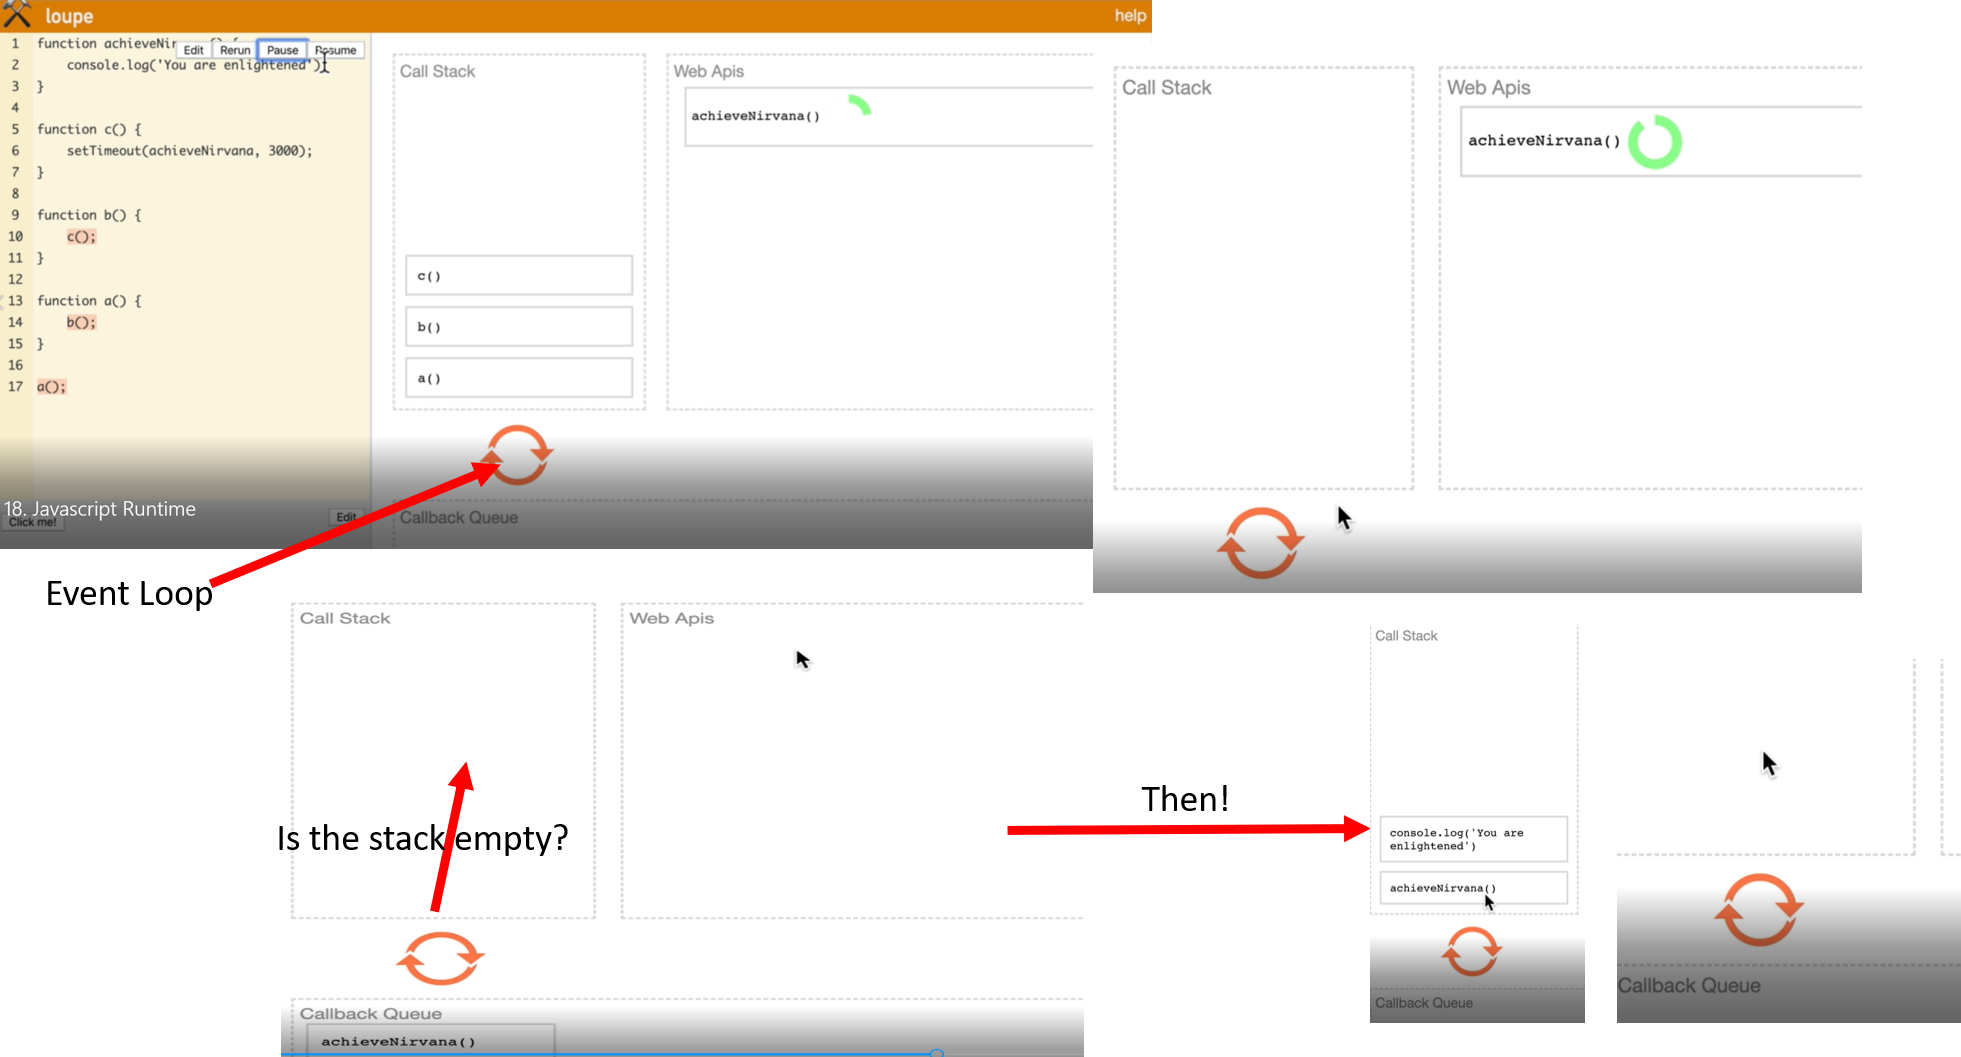 loupe
help
Edit Rerun Pause Resume
1 function achieveNir
2 console.log('You are enlightened')
3 }
4
5 function c() {
6 setTimeout(achieveNirvana, 3000);
7 }
8
9 function b() {
10 c();
11 }
12
13 function a() {
14 b();
15 }
16
17 a();
18. Javascript Runtime
Click me!
Edit
Call Stack
c()
b()
a()
Web Apis
achieveNirvana()
Callback Queue
Call Stack
Web Apis
achieveNirvana()
Event Loop
Call Stack
Web Apis
Is the stack empty?
Callback Queue
achieveNirvana()
Then!
Call Stack
console.log('You are
enlightened')
achieveNirvana()
Callback Queue
Callback Queue